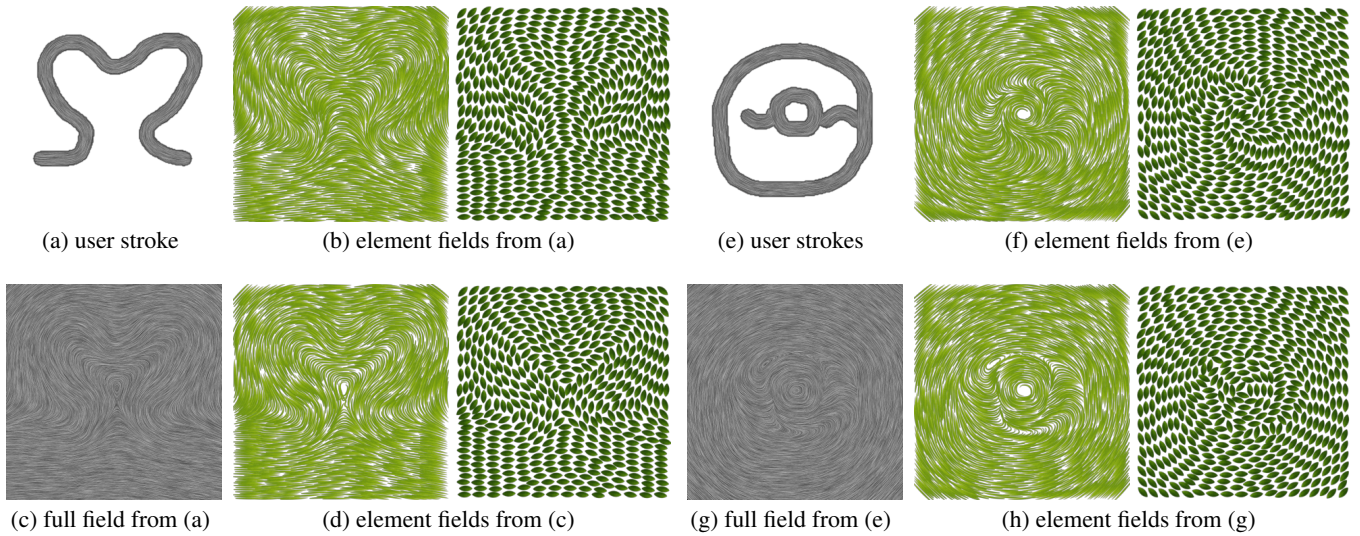 (a) user stroke
(b) element fields from (a)
(e) user strokes
(f) element fields from (e)
(c) full field from (a)
(d) element fields from (c)
(g) full field from (e)
(h) element fields from (g)